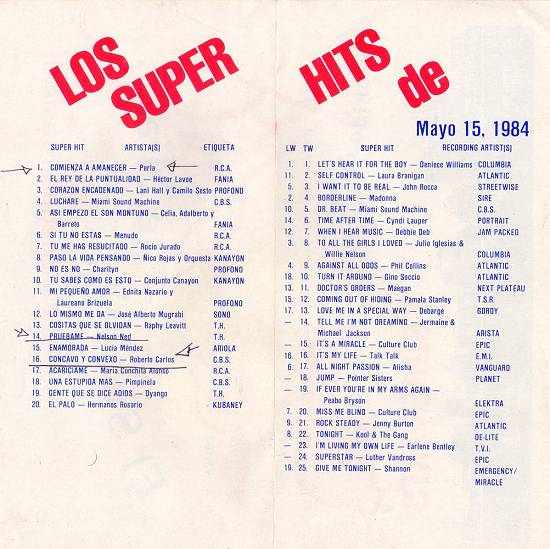 LOS SUPER HITS de
Mayo 15, 1984
SUPER HIT ARTISTA(S) ETIQUETA
1. COMIENZA A AMANECER — Perla R.C.A.
2. EL REY DE LA PUNTUALIDAD — Héctor Lavoe FANIA
3. CORAZON ENCADENADO — Lani Hall y Camilo Sesto PROFONO
4. LUCHARE — Miami Sound Machine C.B.S.
5. ASI EMPEZO EL SON MONTUNO — Celia, Adalberto y
Barreto FANIA
6. SI TU NO ESTAS — Menudo R.C.A.
7. TU ME HAS RESUCITADO — Rocio Jurado R.C.A.
8. PASO LA VIDA PENSANDO — Nico Rojas y Orquesta KANAYON
9. NO ES NO — Charityn PROFONO
10. TU SABES COMO ES ESTO — Conjunto Canayon KANAYON
11. MI PEQUEÑO AMOR — Ednita Nazario y
Laureano Brizuela PROFONO
12. LO MISMO ME DA — José Alberto Mugrabi SONO
13. COSITAS QUE SE OLVIDAN — Raphy Leavitt T.H.
14. PRUEBAME — Nelson Ned T.H.
15. ENAMORADA — Lucía Méndez ARIOLA
16. CONCAVO Y CONVEXO — Roberto Carlos C.B.S.
17. ACARICIAME — María Conchita Alonso R.C.A.
18. UNA ESTUPIDA MAS — Pimpinela C.B.S.
19. GENTE QUE SE DICE ADIOS — Dyango T.H.
20. EL PALO — Hermanos Rosario KUBANEY
LW TW SUPER HIT RECORDING ARTIST(S)
1. 1. LET'S HEAR IT FOR THE BOY — Deniece Williams COLUMBIA
11. 2. SELF CONTROL — Laura Branigan ATLANTIC
5. 3. I WANT IT TO BE REAL — John Rocca STREETWISE
2. 4. BORDERLINE — Madonna SIRE
10. 5. DR. BEAT — Miami Sound Machine C.B.S.
14. 6. TIME AFTER TIME — Cyndi Lauper PORTRAIT
12. 7. WHEN I HEAR MUSIC — Debbie Deb JAM PACKED
3. 8. TO ALL THE GIRLS I LOVED — Julio Iglesias &
Willie Nelson COLUMBIA
4. 9. AGAINST ALL ODDS — Phil Collins ATLANTIC
18. 10. TURN IT AROUND — Gino Soccio ATLANTIC
13. 11. DOCTOR'S ORDERS — Maegan NEXT PLATEAU
15. 12. COMING OUT OF HIDING — Pamala Stanley T.S.R.
17. 13. LOVE ME IN A SPECIAL WAY — Debarge GORDY
— 14. TELL ME I'M NOT DREAMING — Jermaine &
Michael Jackson ARISTA
— 15. IT'S A MIRACLE — Culture Club EPIC
16. 16. IT'S MY LIFE — Talk Talk E.M.I.
6. 17. ALL NIGHT PASSION — Alisha VANGUARD
— 18. JUMP — Pointer Sisters PLANET
— 19. IF EVER YOU'RE IN MY ARMS AGAIN —
Peabo Bryson ELEKTRA
7. 20. MISS ME BLIND — Culture Club EPIC
9. 21. ROCK STEADY — Jenny Burton ATLANTIC
8. 22. TONIGHT — Kool & The Gang DE-LITE
— 23. I'M LIVING MY OWN LIFE — Earlene Bentley T.V.I.
— 24. SUPERSTAR — Luther Vandross EPIC
19. 25. GIVE ME TONIGHT — Shannon EMERGENCY/
MIRACLE